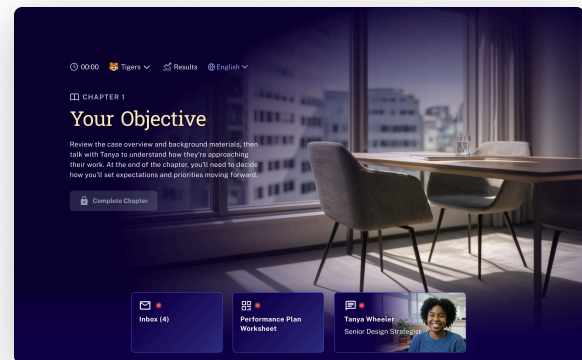 00:00 Tigers Results English
CHAPTER 1
Your Objective
Review the case overview and background materials, then
talk with Tanya to understand how they're approaching
their work. At the end of the chapter, you'll need to decide
how you'll set expectations and priorities moving forward.
Complete Chapter
Inbox (4)
Performance Plan
Worksheet
Tanya Wheeler
Senior Design Strategist